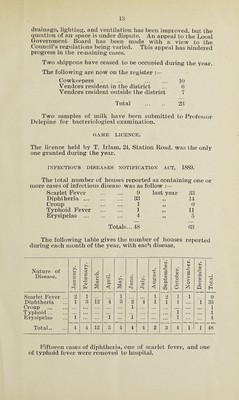 13
drainage, lighting, and ventilation has been improved, but the
question of air space is under dispute. An appeal to the Local
Government Board has been made with a view to the
Council's regulations being varied. This appeal has hindered
progress in the remaining cases.
Two shippons have ceased to be occupied during the year.
The following are now on the register :—
Cowkeepers ... ... ... ... ... 10
Vendors resident in the district ... 6
Vendors resident outside the district 7
Total ... ... 23
Two samples of milk have been submitted to Professor
Delepine for bacteriological examination.
GAME LICENCE.
The licence held by T. Irlam, 21, Station Road, was the only
one granted during the year.
INFECTIOUS DISEASES NOTIFICATION ACT, 1889.
The total number of houses reported as containing one or
more cases of infectious disease was as follow :—
Scarlet Fever ... ... 9 last year 33
Diphtheria ... ... ... 33 „ 14
Croup ... ... ... 1 „ 0
Typhoid Fever ... 1 „ 11
Erysipelas ... ... ... 4 „ 5
Totals... 48 63
The following table gives the number of houses reported
during each month of the year, with each disease,
Nature of Disease. January. February. March. April. May. June. July. August. September. October. November. December. Total.
Scarlet Fever ... 2 1 ... ... 1 ... ... 1 2 1 1 ... 9
Diphtheria 1 3 12 4 3 2 4 1 1 1 ... 1 33
Croup ... ... ... ... ... ... 1 ... ... ... ... ... ... 1
Typhoid ... ... ... ... ... ... ... ... ... ... 1 ... ... 1
Erysipelas 1 ... ... 1 ... 1 ... ... ... 1 ... ... 4
Total... 4 4 12 5 4 4 4 2 3 4 1 1 48
Fifteen cases of diphtheria, one of scarlet fever, and one
of typhoid fever were removed to hospital.